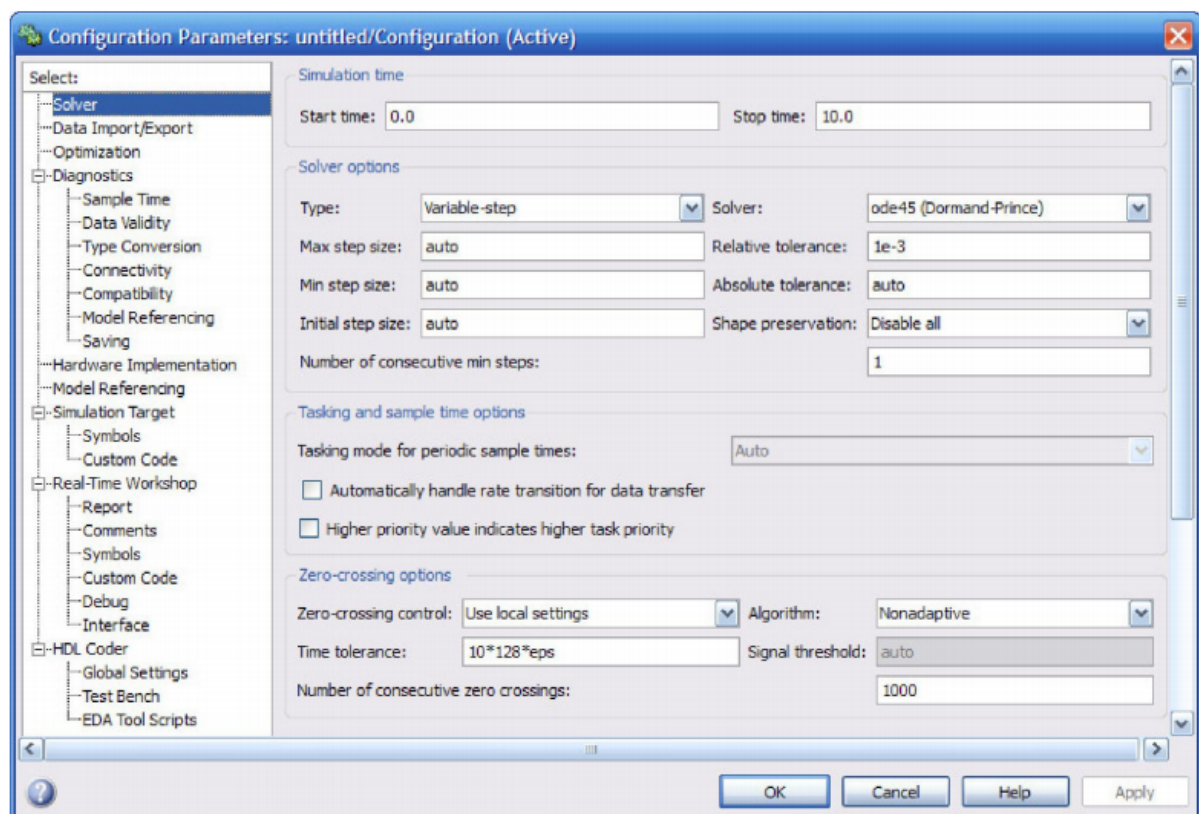 Configuration Parameters: untitled/Configuration (Active)
Select:
Solver
Data Import/Export
Optimization
Diagnostics
Sample Time
Data Validity
Type Conversion
Connectivity
Compatibility
Model Referencing
Saving
Hardware Implementation
Model Referencing
Simulation Target
Symbols
Custom Code
Real-Time Workshop
Report
Comments
Symbols
Custom Code
Debug
Interface
HDL Coder
Global Settings
Test Bench
EDA Tool Scripts
Simulation time
Start time: 0.0 Stop time: 10.0
Solver options
Type: Variable-step Solver: ode45 (Dormand-Prince)
Max step size: auto Relative tolerance: 1e-3
Min step size: auto Absolute tolerance: auto
Initial step size: auto Shape preservation: Disable all
Number of consecutive min steps: 1
Tasking and sample time options
Tasking mode for periodic sample times: Auto
Automatically handle rate transition for data transfer
Higher priority value indicates higher task priority
Zero-crossing options
Zero-crossing control: Use local settings Algorithm: Nonadaptive
Time tolerance: 10*128*eps Signal threshold: auto
Number of consecutive zero crossings: 1000
? OK Cancel Help Apply